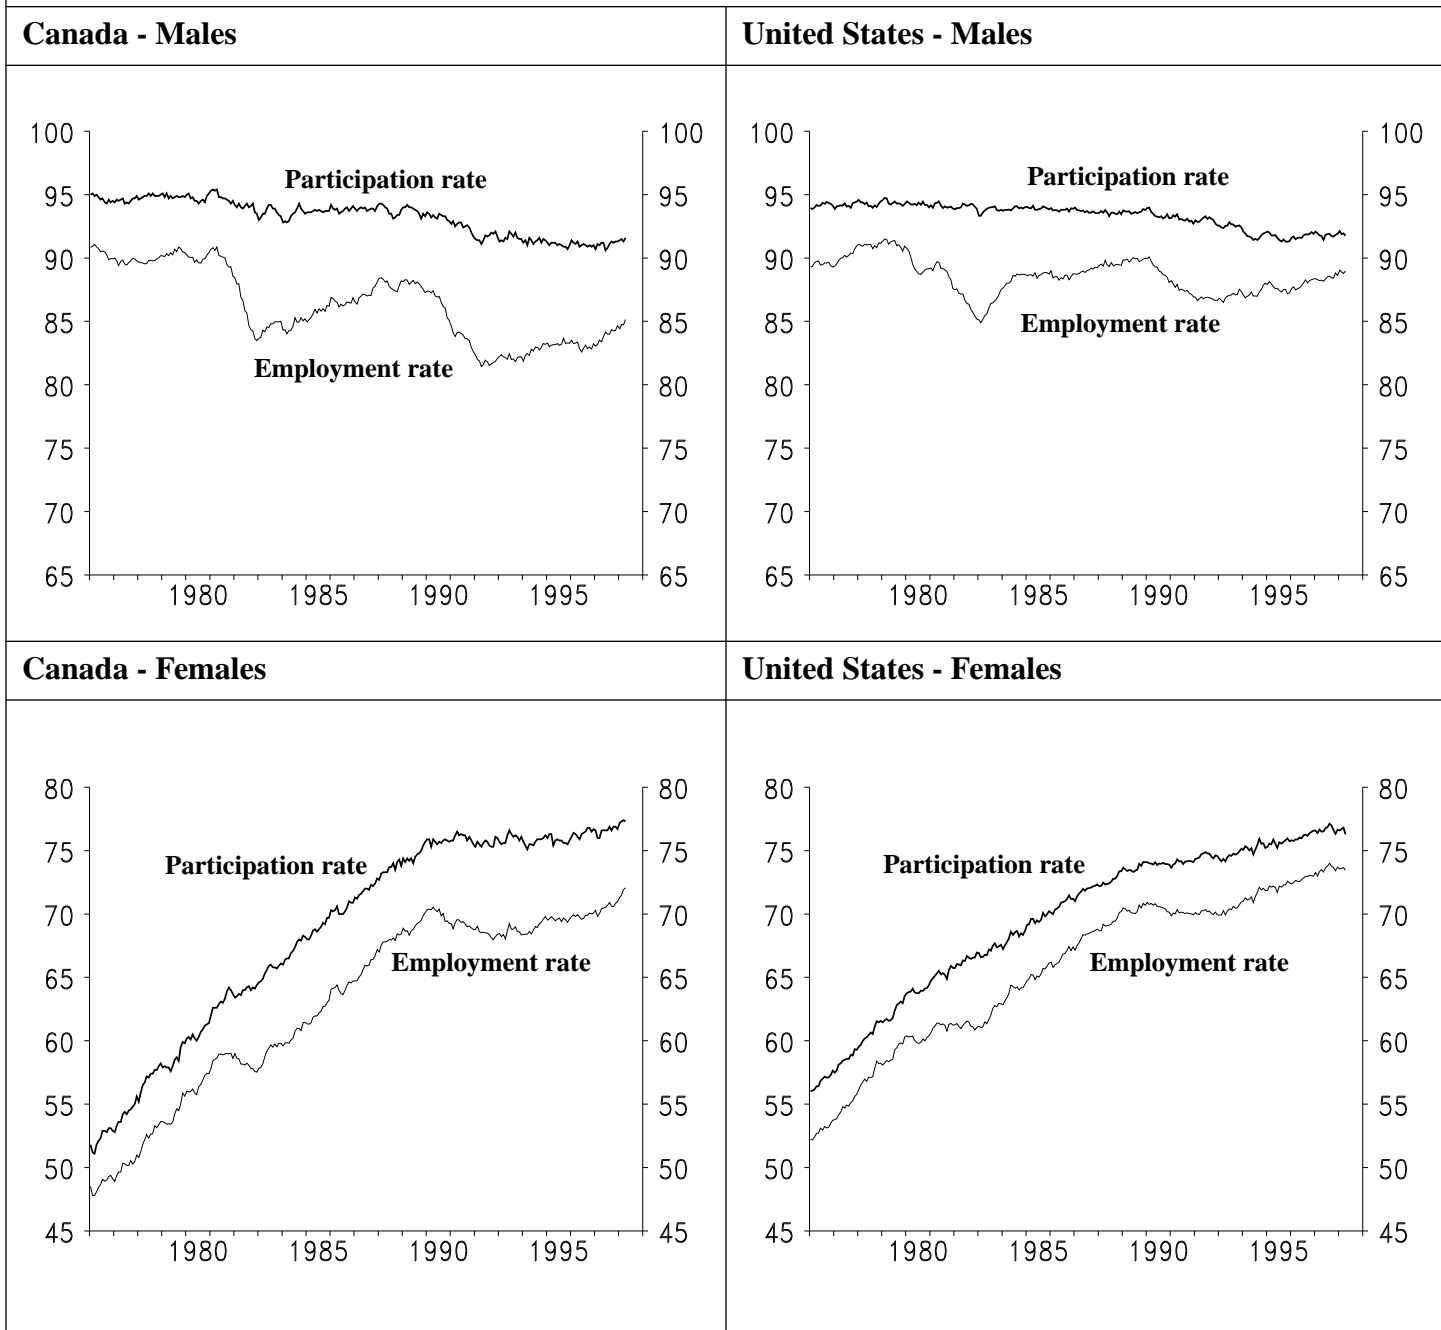 Canada - Males
United States - Males
100 100
95 95
90 90
85 85
80 80
75 75
70 70
65 65
Participation rate
Employment rate
1980 1985 1990 1995
100 100
95 95
90 90
85 85
80 80
75 75
70 70
65 65
Participation rate
Employment rate
1980 1985 1990 1995
Canada - Females
United States - Females
80 80
75 75
70 70
65 65
60 60
55 55
50 50
45 45
Participation rate
Employment rate
1980 1985 1990 1995
80 80
75 75
70 70
65 65
60 60
55 55
50 50
45 45
Participation rate
Employment rate
1980 1985 1990 1995